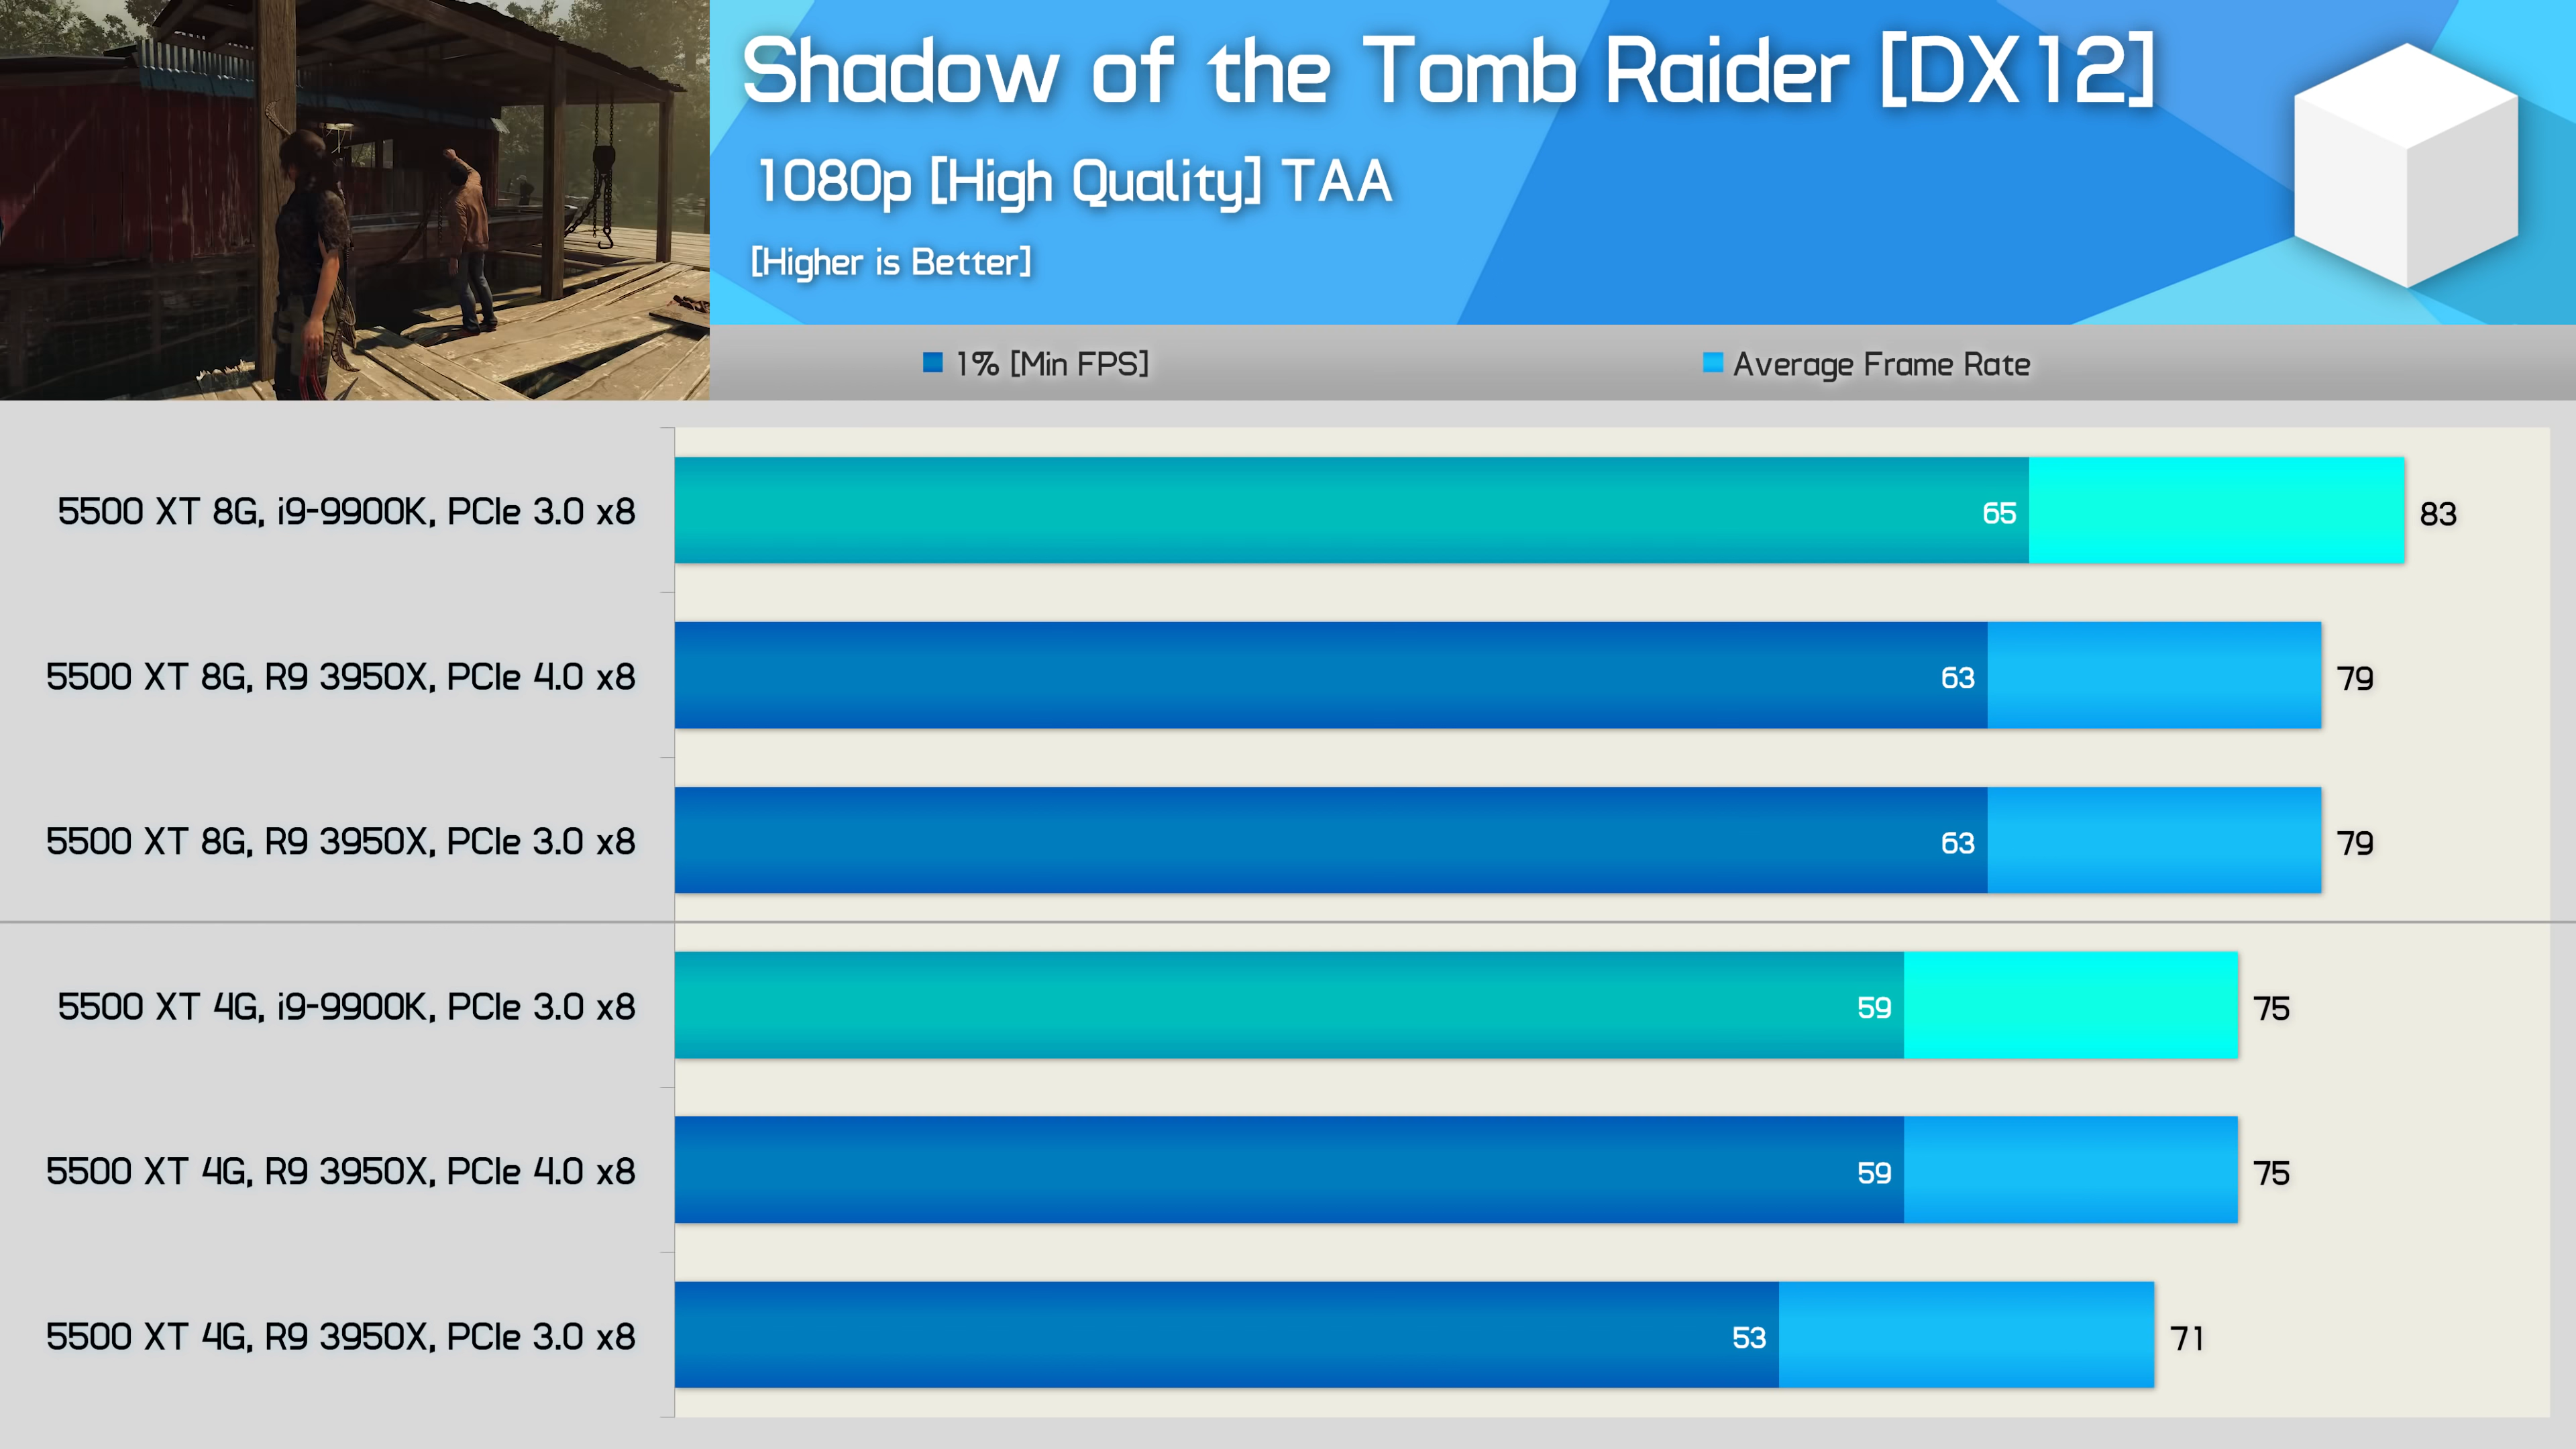 Shadow of the Tomb Raider [DX12]
1080p [High Quality] TAA
[Higher is Better]
1% [Min FPS]
Average Frame Rate
5500 XT 8G, i9-9900K, PCIe 3.0 x8
65
83
5500 XT 8G, R9 3950X, PCIe 4.0 x8
63
79
5500 XT 8G, R9 3950X, PCIe 3.0 x8
63
79
5500 XT 4G, i9-9900K, PCIe 3.0 x8
59
75
5500 XT 4G, R9 3950X, PCIe 4.0 x8
59
75
5500 XT 4G, R9 3950X, PCIe 3.0 x8
53
71